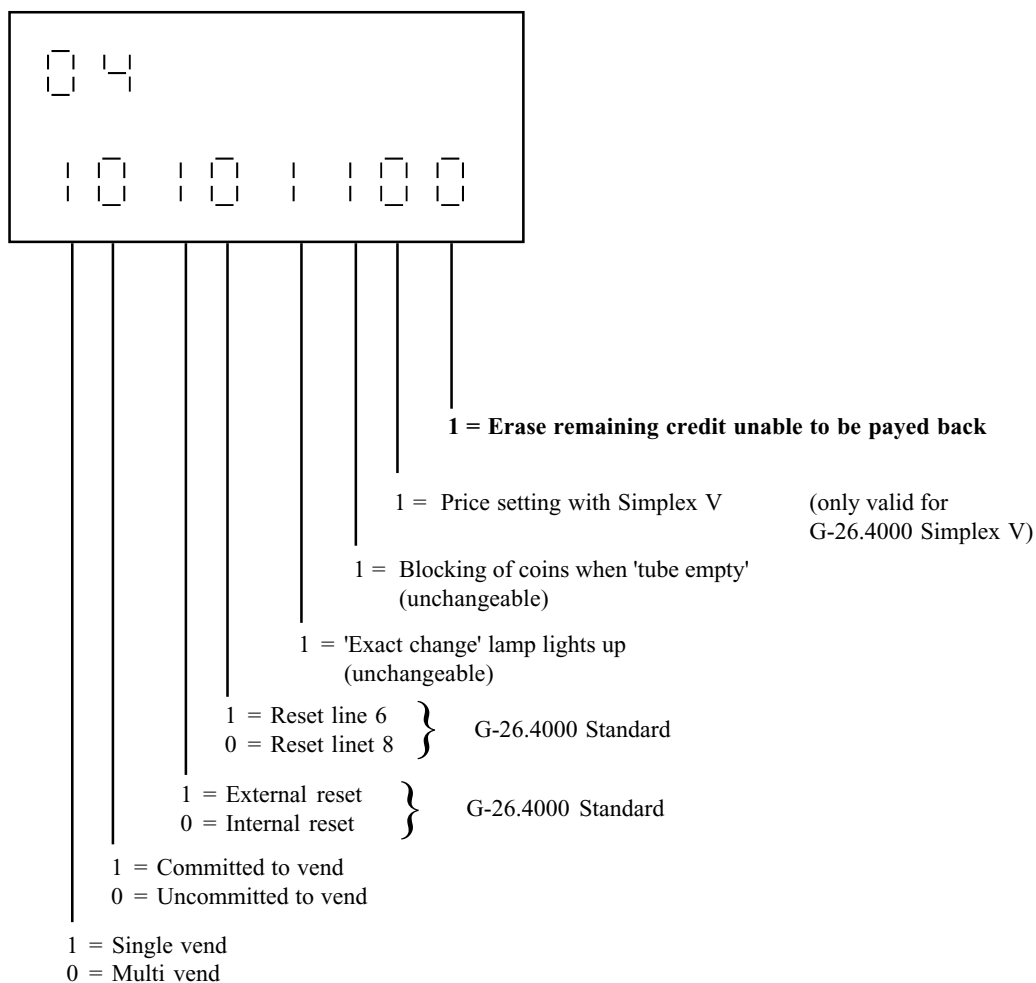 04
10 10 1 100
1 = Erase remaining credit unable to be payed back
1 = Price setting with Simplex V (only valid for
G-26.4000 Simplex V)
1 = Blocking of coins when 'tube empty'
(unchangeable)
1 = 'Exact change' lamp lights up
(unchangeable)
1 = Reset line 6
0 = Reset linet 8
} G-26.4000 Standard
1 = External reset
0 = Internal reset
} G-26.4000 Standard
1 = Committed to vend
0 = Uncommitted to vend
1 = Single vend
0 = Multi vend